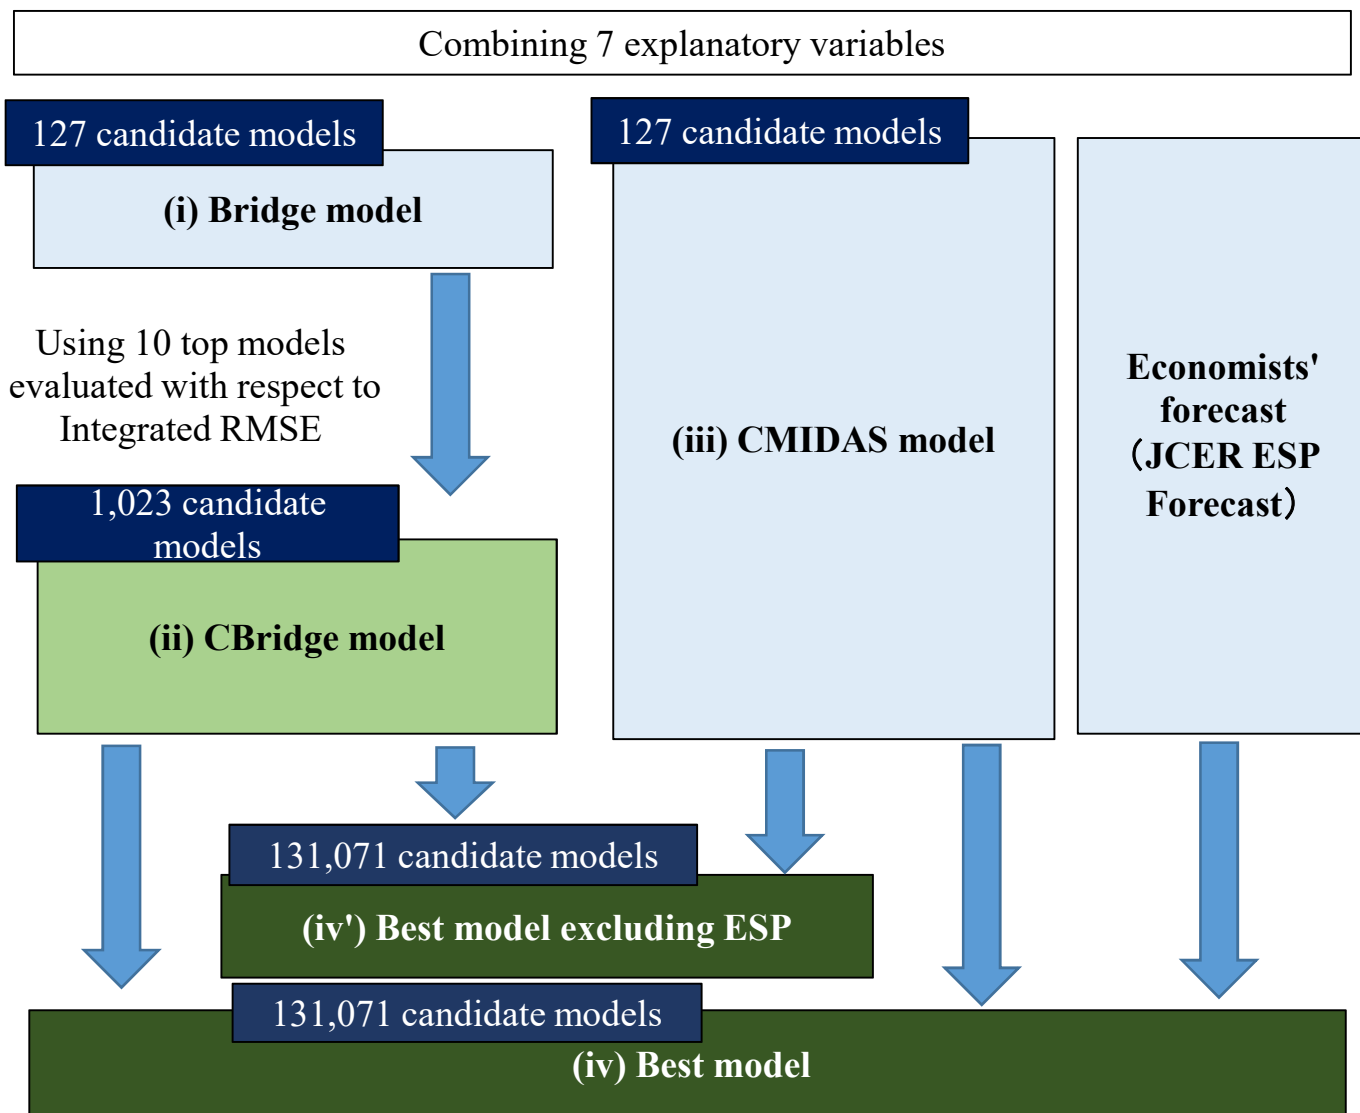 Combining 7 explanatory variables
127 candidate models
(i) Bridge model
Using 10 top models
evaluated with respect to
Integrated RMSE
1,023 candidate
models
(ii) CBridge model
127 candidate models
(iii) CMIDAS model
Economists'
forecast
（JCER ESP
Forecast）
131,071 candidate models
(iv') Best model excluding ESP
131,071 candidate models
(iv) Best model